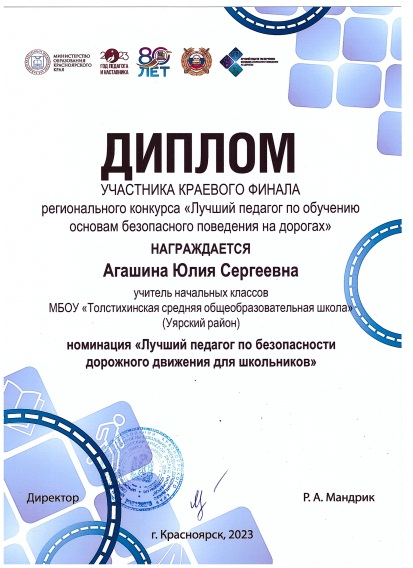 МИНИСТЕРСТВО
ОБРАЗОВАНИЯ
КРАСНОЯРСКОГО
КРАЯ
2023
ГОД ПЕДАГОГА
И НАСТАВНИКА
80
ЛЕТ
ДИПЛОМ
УЧАСТНИКА КРАЕВОГО ФИНАЛА
регионального конкурса «Лучший педагог по обучению
основам безопасного поведения на дорогах»
НАГРАЖДАЕТСЯ
Агашина Юлия Сергеевна
учитель начальных классов
МБОУ «Толстихинская средняя общеобразовательная школа»
(Уярский район)
номинация «Лучший педагог по безопасности
дорожного движения для школьников»
Директор
Р. А. Мандрик
г. Красноярск, 2023